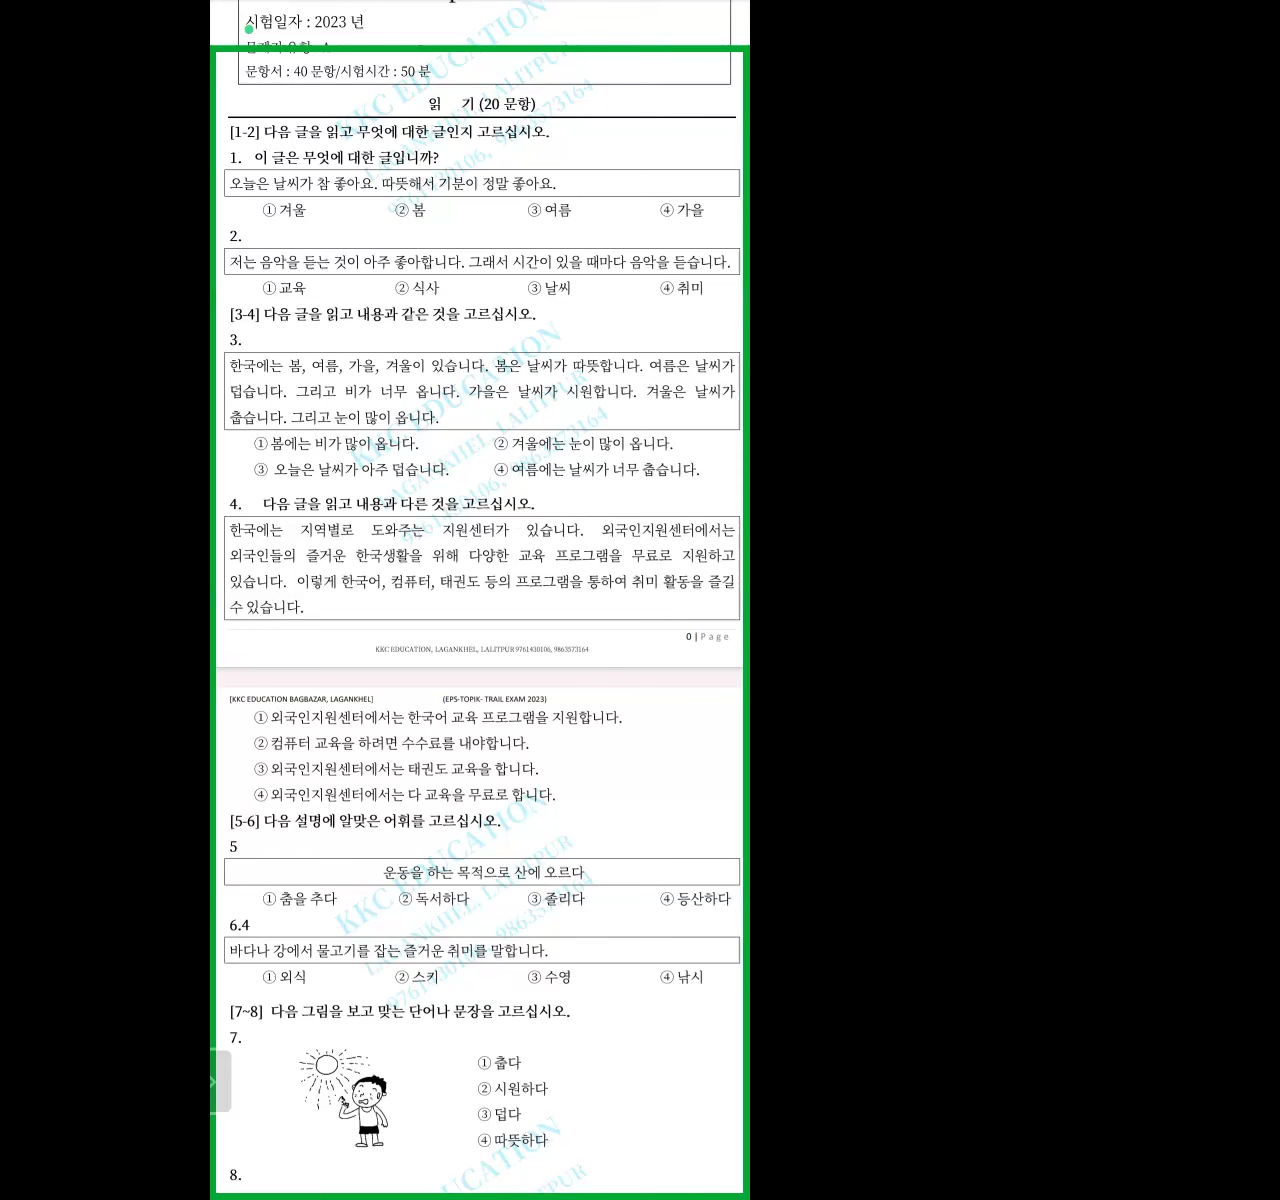 시험일자 : 2023 년
문항서 : 40 문항/시험시간 : 50 분
읽 기 (20 문항)
[1-2] 다음 글을 읽고 무엇에 대한 글인지 고르십시오.
1. 이 글은 무엇에 대한 글입니까?
오늘은 날씨가 참 좋아요. 따뜻해서 기분이 정말 좋아요.
① 겨울 ② 봄 ③ 여름 ④ 가을
2.
저는 음악을 듣는 것이 아주 좋아합니다. 그래서 시간이 있을 때마다 음악을 듣습니다.
① 교육 ② 식사 ③ 날씨 ④ 취미
[3-4] 다음 글을 읽고 내용과 같은 것을 고르십시오.
3.
한국에는 봄, 여름, 가을, 겨울이 있습니다. 봄은 날씨가 따뜻합니다. 여름은 날씨가
덥습니다. 그리고 비가 너무 옵니다. 가을은 날씨가 시원합니다. 겨울은 날씨가
춥습니다. 그리고 눈이 많이 옵니다.
① 봄에는 비가 많이 옵니다. ② 겨울에는 눈이 많이 옵니다.
③ 오늘은 날씨가 아주 덥습니다. ④ 여름에는 날씨가 너무 춥습니다.
4. 다음 글을 읽고 내용과 다른 것을 고르십시오.
한국에는 지역별로 도와주는 지원센터가 있습니다. 외국인지원센터에서는
외국인들의 즐거운 한국생활을 위해 다양한 교육 프로그램을 무료로 지원하고
있습니다. 이렇게 한국어, 컴퓨터, 태권도 등의 프로그램을 통하여 취미 활동을 즐길
수 있습니다.
0 | Page
KKC EDUCATION, LAGANKHEL, LALITPUR 9761430106, 9863573164
[KKC EDUCATION BAGBAZAR, LAGANKHEL] (EPS-TOPIK- TRAIL EXAM 2023)
① 외국인지원센터에서는 한국어 교육 프로그램을 지원합니다.
② 컴퓨터 교육을 하려면 수수료를 내야합니다.
③ 외국인지원센터에서는 태권도 교육을 합니다.
④ 외국인지원센터에서는 다 교육을 무료로 합니다.
[5-6] 다음 설명에 알맞은 어휘를 고르십시오.
5
운동을 하는 목적으로 산에 오르다
① 춤을 추다 ② 독서하다 ③ 졸리다 ④ 등산하다
6.4
바다나 강에서 물고기를 잡는 즐거운 취미를 말합니다.
① 외식 ② 스키 ③ 수영 ④ 낚시
[7~8] 다음 그림을 보고 맞는 단어나 문장을 고르십시오.
7.
① 춥다
② 시원하다
③ 덥다
④ 따뜻하다
8.
KKC EDUCATION
LAGANKHEL, LALITPUR
9761430106, 9863573164
KKC EDUCATION
LAGANKHEL, LALITPUR
9761430106, 9863573164
KKC EDUCATION
LAGANKHEL, LALITPUR
9761430106, 9863573164